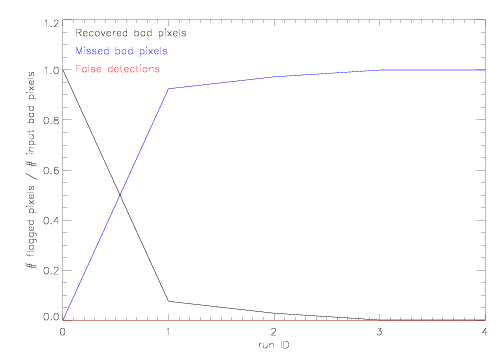 Recovered bad pixels
Missed bad pixels
False detections
# flagged pixels / # input bad pixels
1.2
1.0
0.8
0.6
0.4
0.2
0.0
0 1 2 3 4
run ID